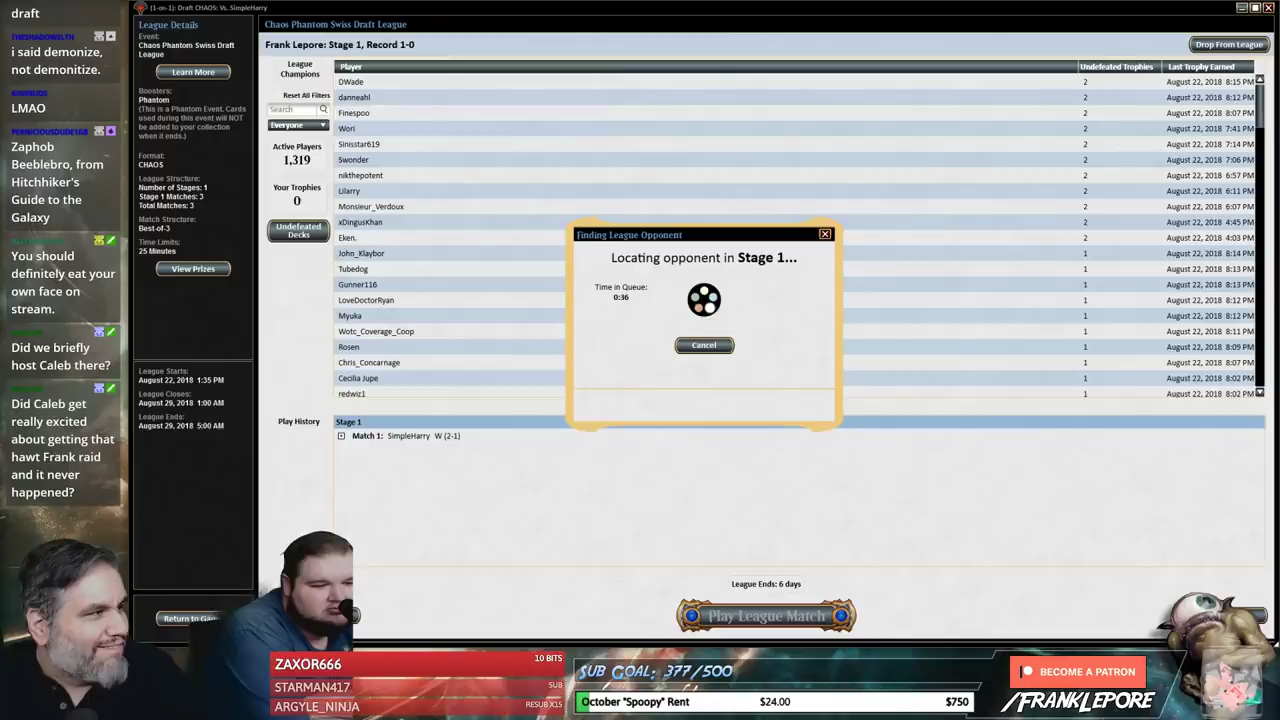 draft
THESHADOWSLTH
i said demonize,
not demonitize.
LMAO
PERNICIOUSDUDE168
Zaphob
Beeblebro, from
Hitchhiker's
Guide to the
Galaxy
You should
definitely eat your
own face on
stream.
Did we briefly
host Caleb there?
Did Caleb get
really excited
about getting that
hawt Frank raid
and it never
happened?
(1-on-1): Draft CHAOS: Vs. SimpleHarry
League Details
Event:
Chaos Phantom Swiss Draft
League
Learn More
Boosters:
Phantom
(This is a Phantom Event. Cards
used during this event will NOT
be added to your collection
when it ends.)
Format:
CHAOS
League Structure:
Number of Stages: 1
Stage 1 Matches: 3
Total Matches: 3
Match Structure:
Best-of-3
Time Limits:
25 Minutes
View Prizes
League Starts:
August 22, 2018 1:35 PM
League Closes:
August 29, 2018 1:00 AM
League Ends:
August 29, 2018 5:00 AM
Return to Ga
Chaos Phantom Swiss Draft League
Frank Lepore: Stage 1, Record 1-0
Drop From League
League
Champions
Reset All Filters
Search
Everyone
Active Players
1,319
Your Trophies
0
Undefeated
Decks
Player Undefeated Trophies Last Trophy Earned
DWade 2 August 22, 2018 8:15 PM
danneahl 2 August 22, 2018 8:12 PM
Finespoo 2 August 22, 2018 8:07 PM
Wori 2 August 22, 2018 7:41 PM
Sinisstar619 2 August 22, 2018 7:14 PM
Swonder 2 August 22, 2018 7:06 PM
nikthepotent 2 August 22, 2018 6:57 PM
Lilarry 2 August 22, 2018 6:11 PM
Monsieur_Verdoux 2 August 22, 2018 6:07 PM
xDingusKhan 2 August 22, 2018 4:45 PM
Eken. 2 August 22, 2018 4:03 PM
John_Klaybor 1 August 22, 2018 8:14 PM
Tubedog 1 August 22, 2018 8:12 PM
Gunner116 1 August 22, 2018 8:12 PM
LoveDoctorRyan 1 August 22, 2018 8:12 PM
Myuka 1 August 22, 2018 8:11 PM
Wotc_Coverage_Coop 1 August 22, 2018 8:11 PM
Rosen 1 August 22, 2018 8:09 PM
Chris_Concarnage 1 August 22, 2018 8:07 PM
Cecilia Jupe 1 August 22, 2018 8:02 PM
redwiz1 1 August 22, 2018 8:02 PM
Finding League Opponent
Locating opponent in Stage 1...
Time in Queue:
0:36
Cancel
Play History
Stage 1
Match 1: SimpleHarry W (2-1)
League Ends: 6 days
Play League Match
ZAXOR666 10 BITS
STARMAN417 SUB
ARGYLE_NINJA RESUB X15
SUB GOAL: 377/500
October "Spoopy" Rent $24.00 $750
BECOME A PATRON
/FRANKLEPORE